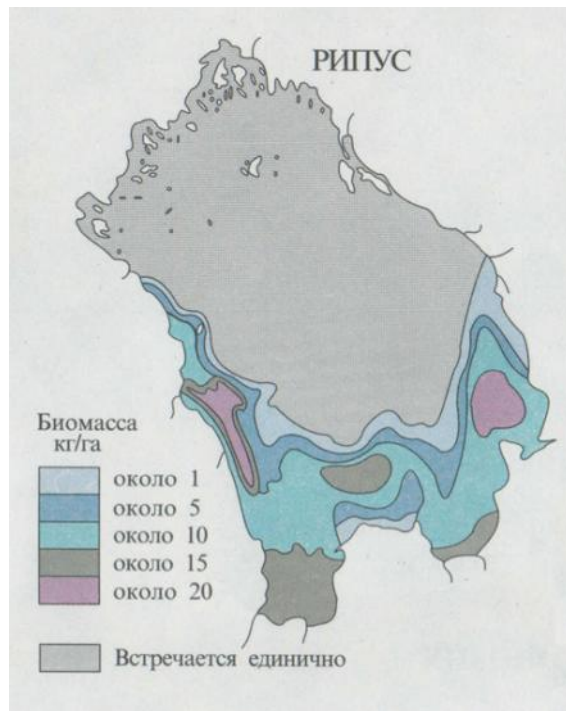 РИПУС
Биомасса
кг/га
около 1
около 5
около 10
около 15
около 20
Встречается единично